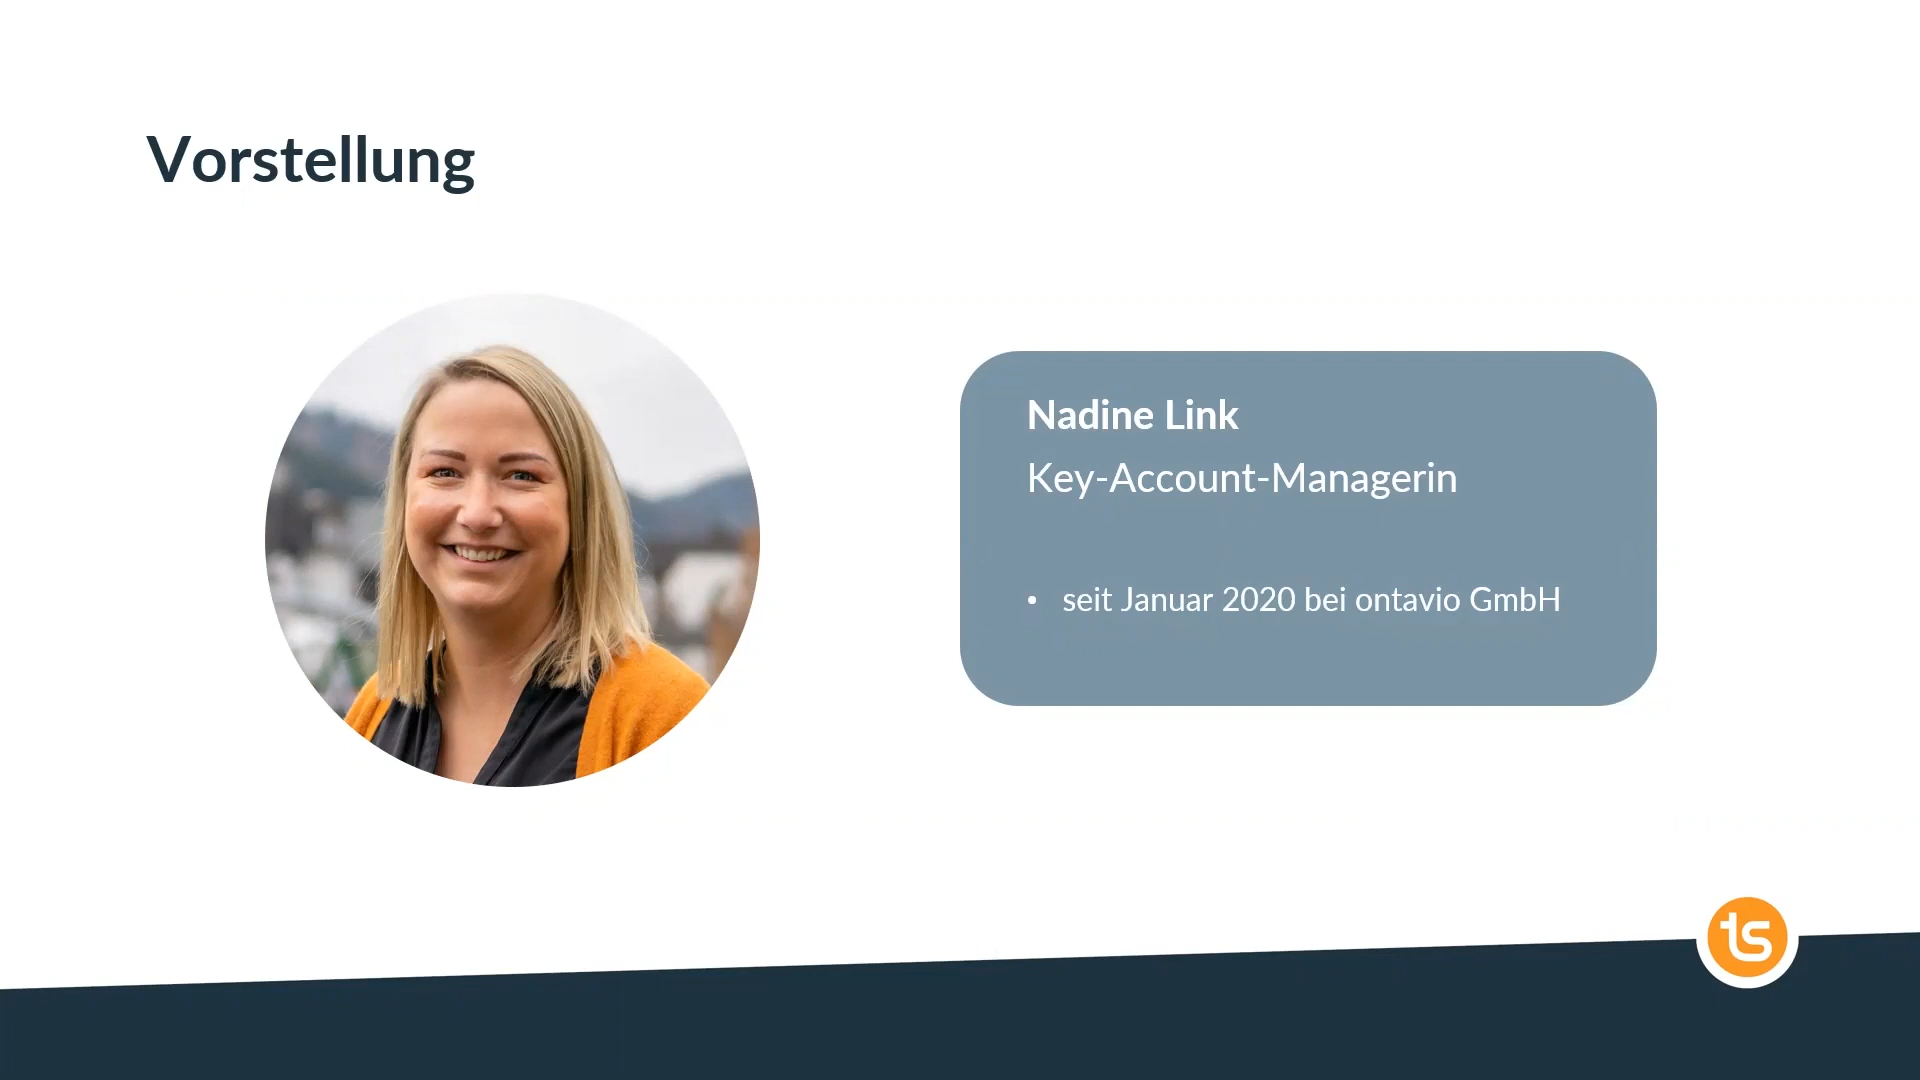 Vorstellung
Nadine Link
Key-Account-Managerin
• seit Januar 2020 bei ontavio GmbH
ts